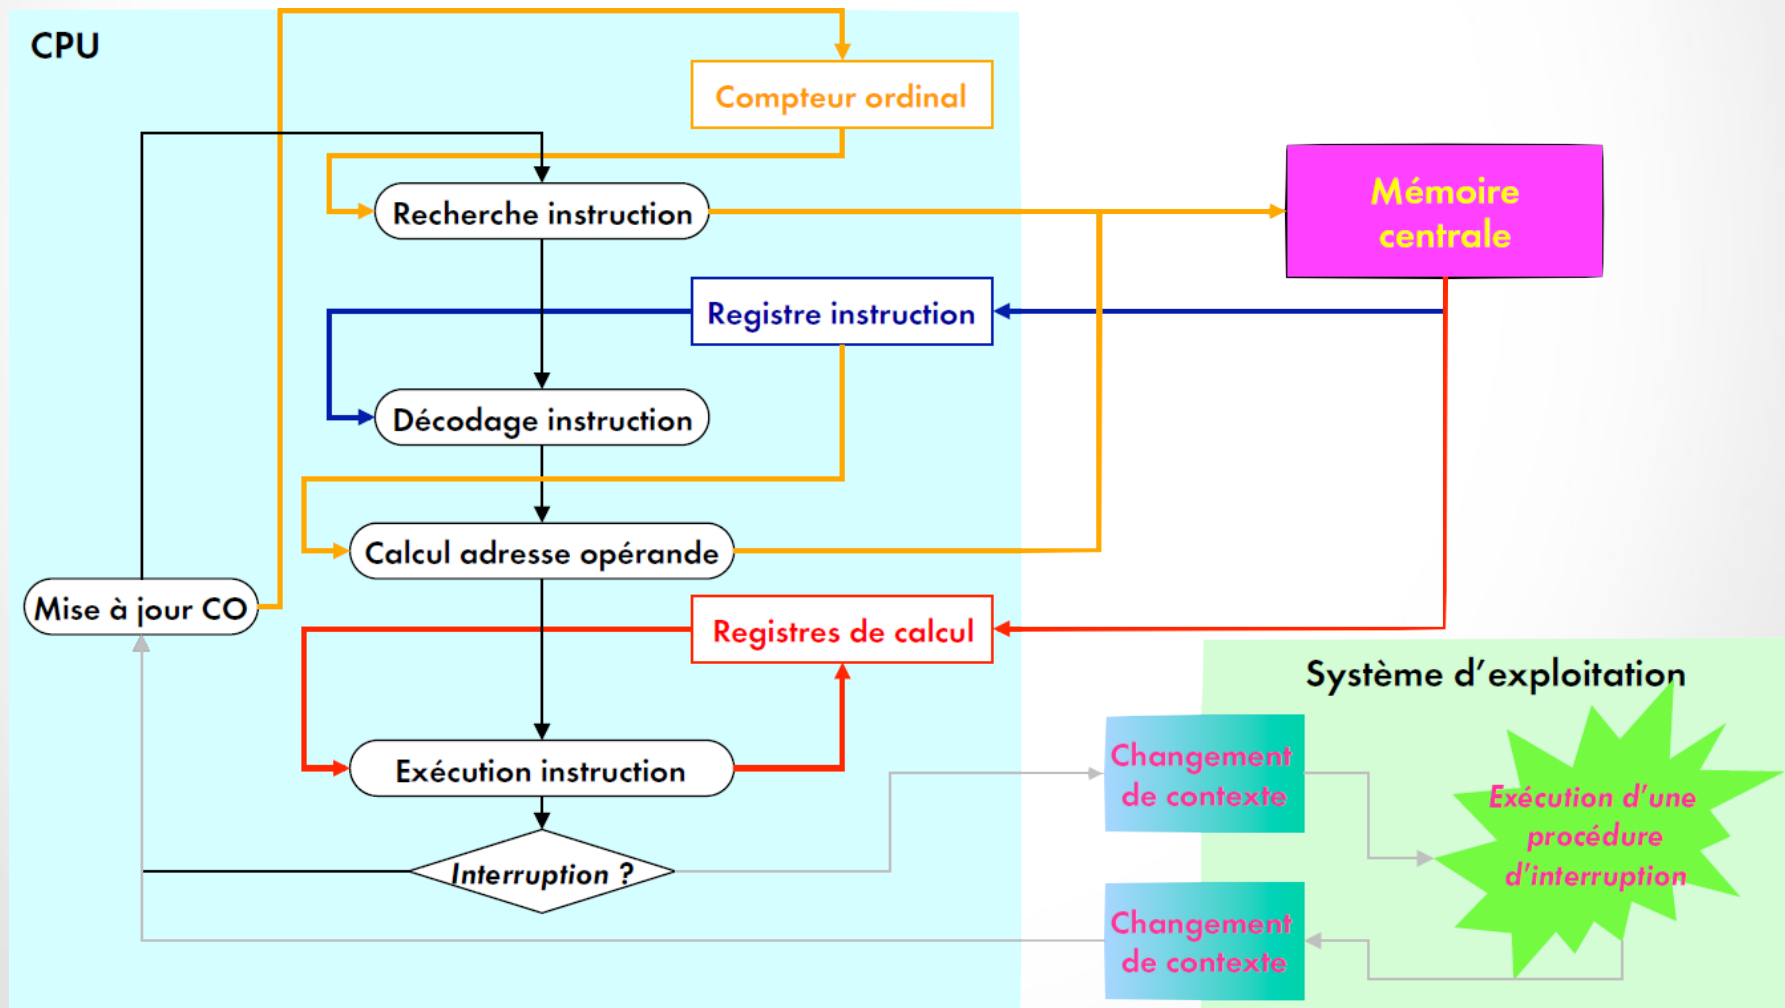 CPU
Compteur ordinal
Recherche instruction
Mémoire
centrale
Registre instruction
Décodage instruction
Calcul adresse opérande
Mise à jour CO
Registres de calcul
Système d’exploitation
Exécution instruction
Changement
de contexte
Exécution d’une
procédure
d’interruption
Interruption ?
Changement
de contexte